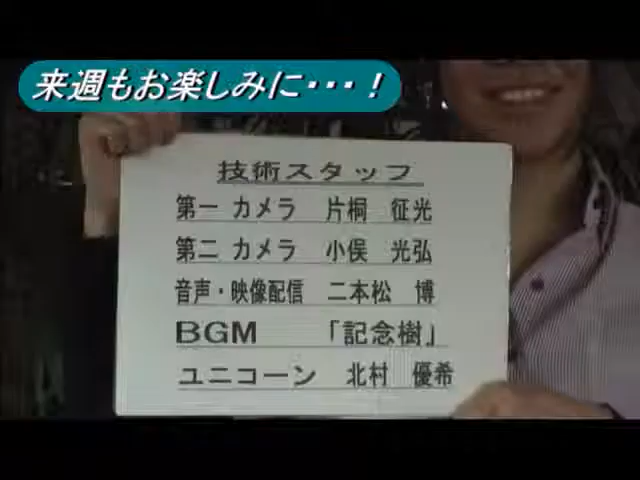 来週もお楽しみに・・・！
技術スタッフ
第一 カメラ 片桐 征光
第二 カメラ 小俣 光弘
音声・映像配信 二本松 博
BGM 「記念樹」
ユニコーン 北村 優希